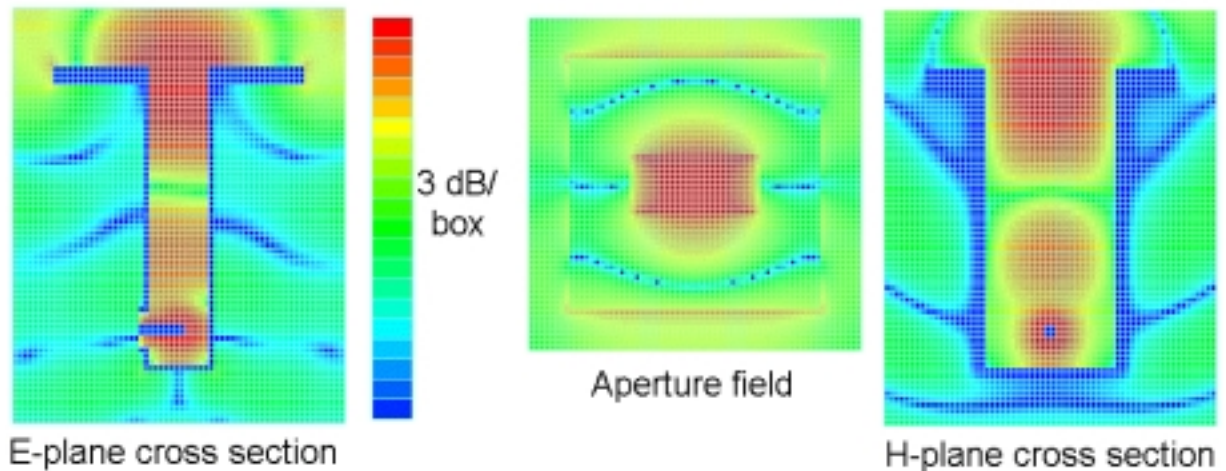 3 dB/
box
Aperture field
E-plane cross section
H-plane cross section